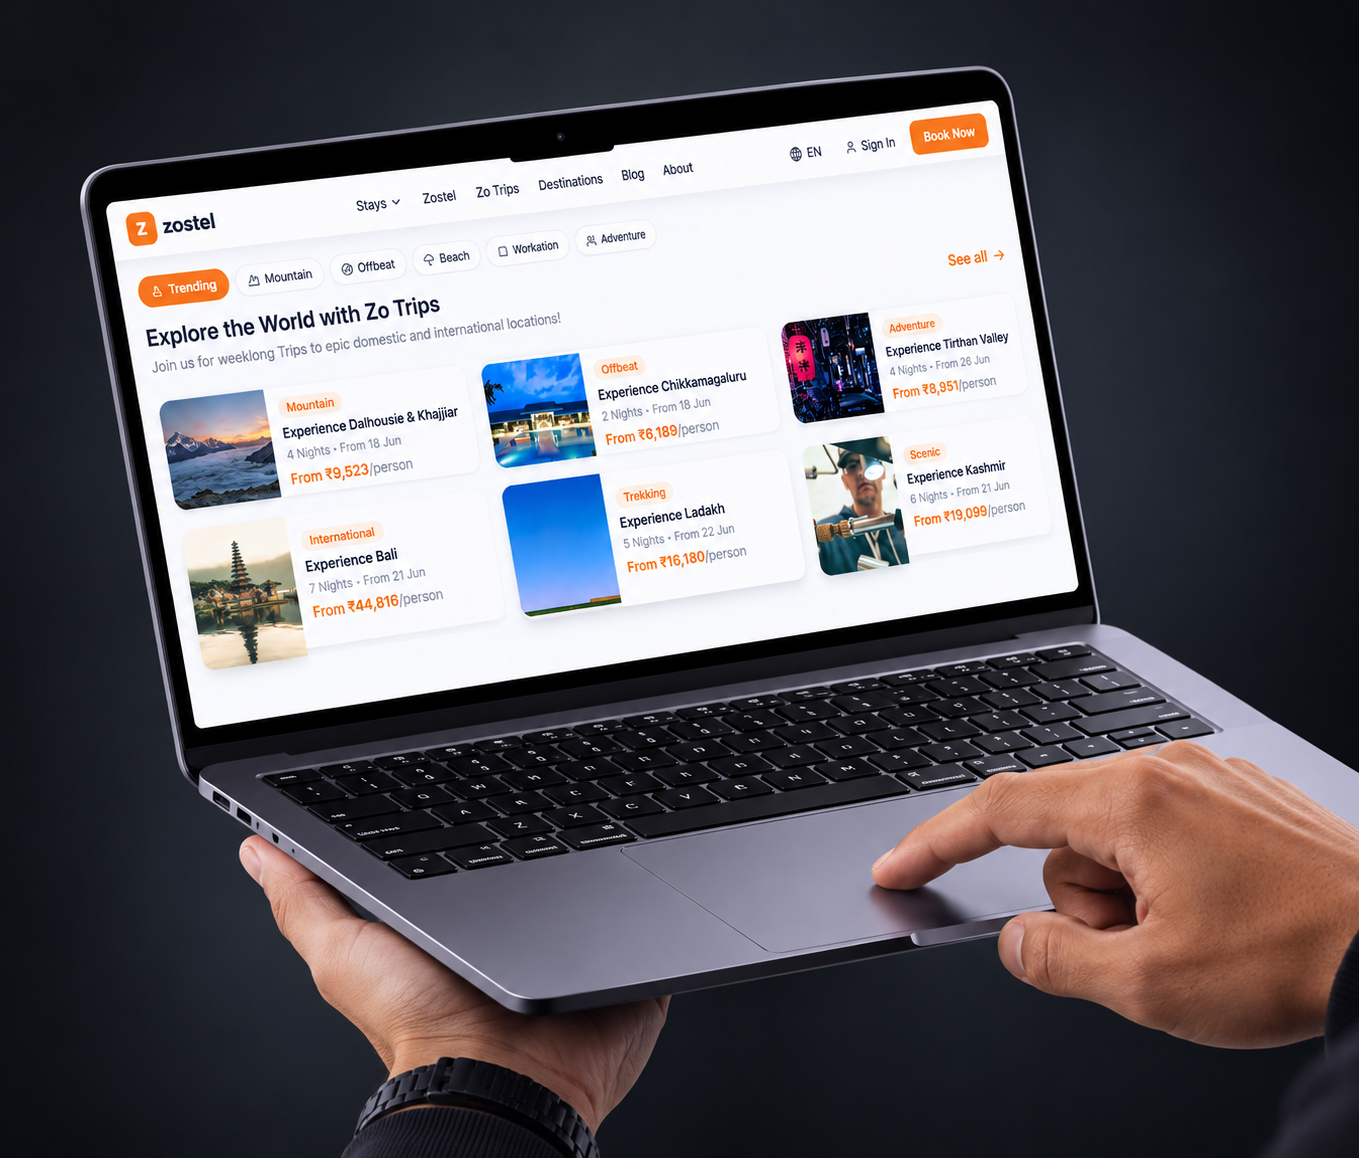 zostel
Stays
Zostel
Zo Trips
Destinations
Blog
About
EN
Sign In
Book Now
Trending
Mountain
Offbeat
Beach
Workation
Adventure
Explore the World with Zo Trips
Join us for weeklong Trips to epic domestic and international locations!
See all →
Mountain
Experience Dalhousie & Khajjiar
4 Nights • From 18 Jun
From ₹9,523/person
Offbeat
Experience Chikkamagaluru
2 Nights • From 18 Jun
From ₹6,189/person
Adventure
Experience Tirthan Valley
4 Nights • From 26 Jun
From ₹8,951/person
International
Experience Bali
7 Nights • From 21 Jun
From ₹44,816/person
Trekking
Experience Ladakh
5 Nights • From 22 Jun
From ₹16,180/person
Scenic
Experience Kashmir
6 Nights • From 21 Jun
From ₹19,099/person